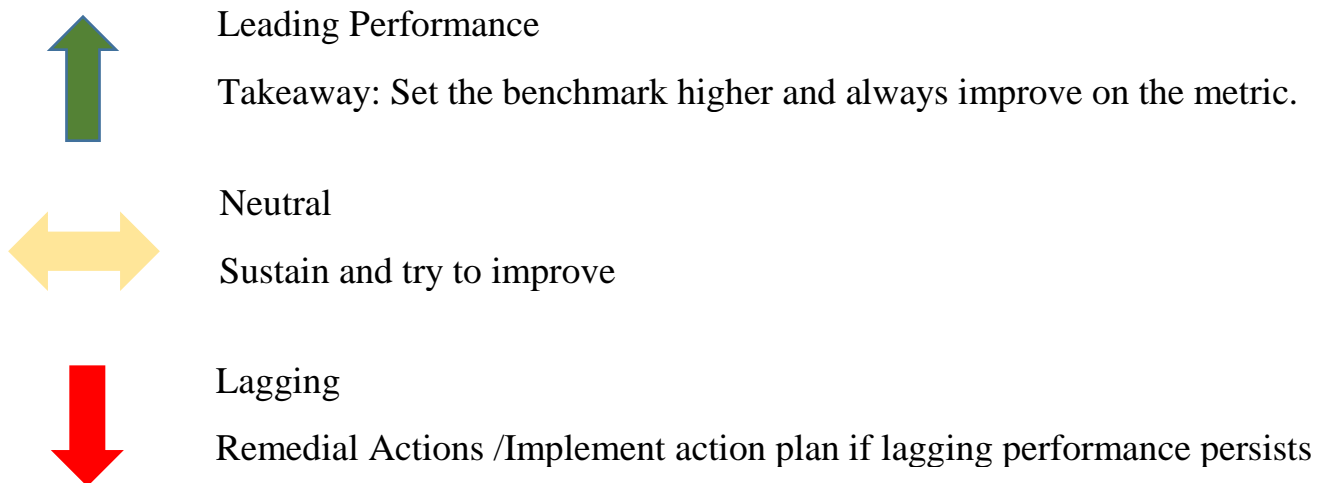 Leading Performance
Takeaway: Set the benchmark higher and always improve on the metric.
Neutral
Sustain and try to improve
Lagging
Remedial Actions /Implement action plan if lagging performance persists